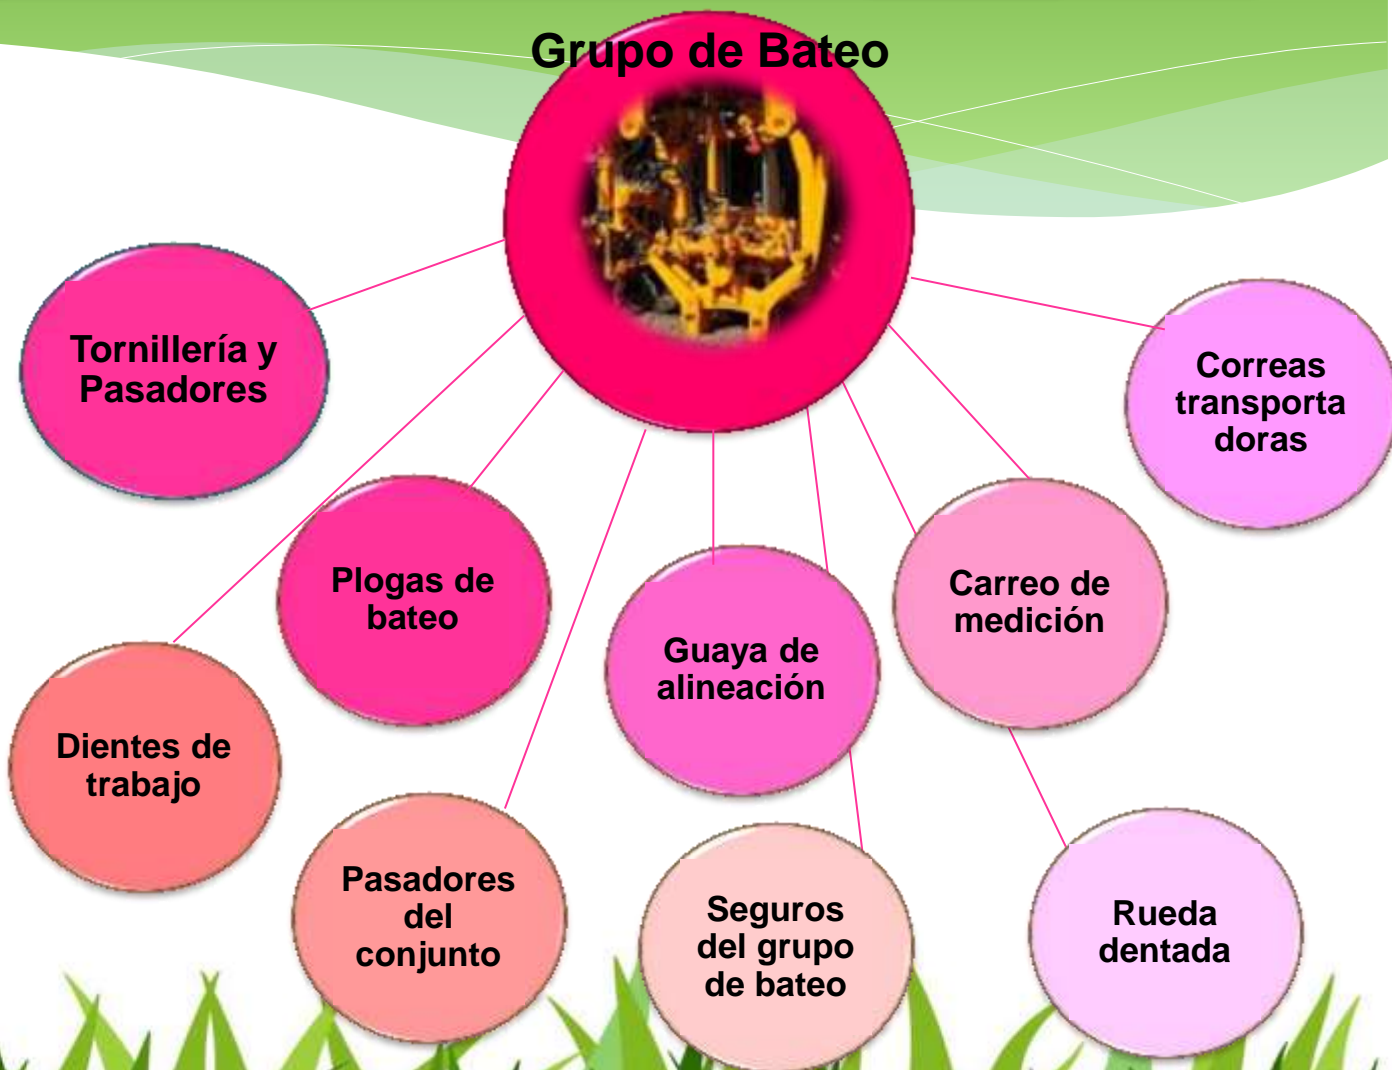 Grupo de Bateo
Tornillería y
Pasadores
Correas
transporta
doras
Plogas de
bateo
Carreo de
medición
Guaya de
alineación
Dientes de
trabajo
Pasadores
del
conjunto
Seguros
del grupo
de bateo
Rueda
dentada